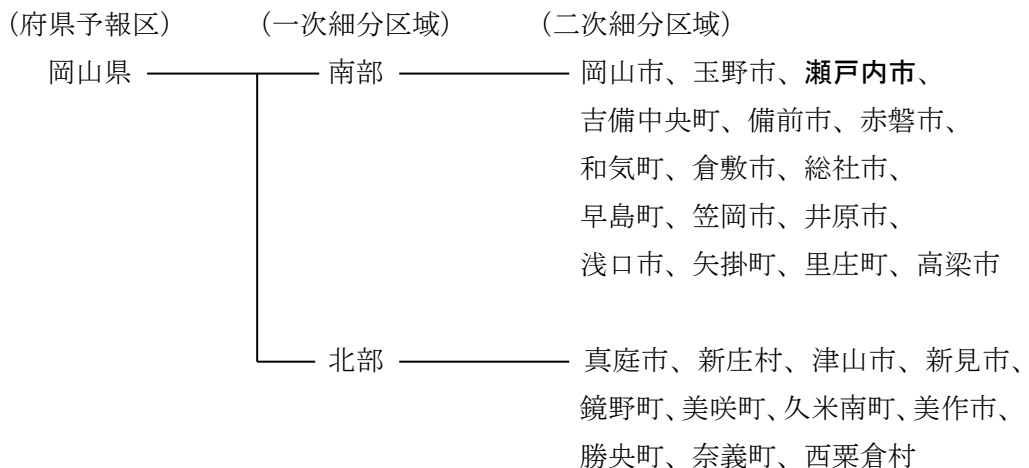 (府県予報区) (一次細分区域) (二次細分区域)
岡山県 南部 岡山市、玉野市、瀬戸内市、
吉備中央町、備前市、赤磐市、
和気町、倉敷市、総社市、
早島町、笠岡市、井原市、
浅口市、矢掛町、里庄町、高梁市
北部 真庭市、新庄村、津山市、新見市、
鏡野町、美咲町、久米南町、美作市、
勝央町、奈義町、西粟倉村